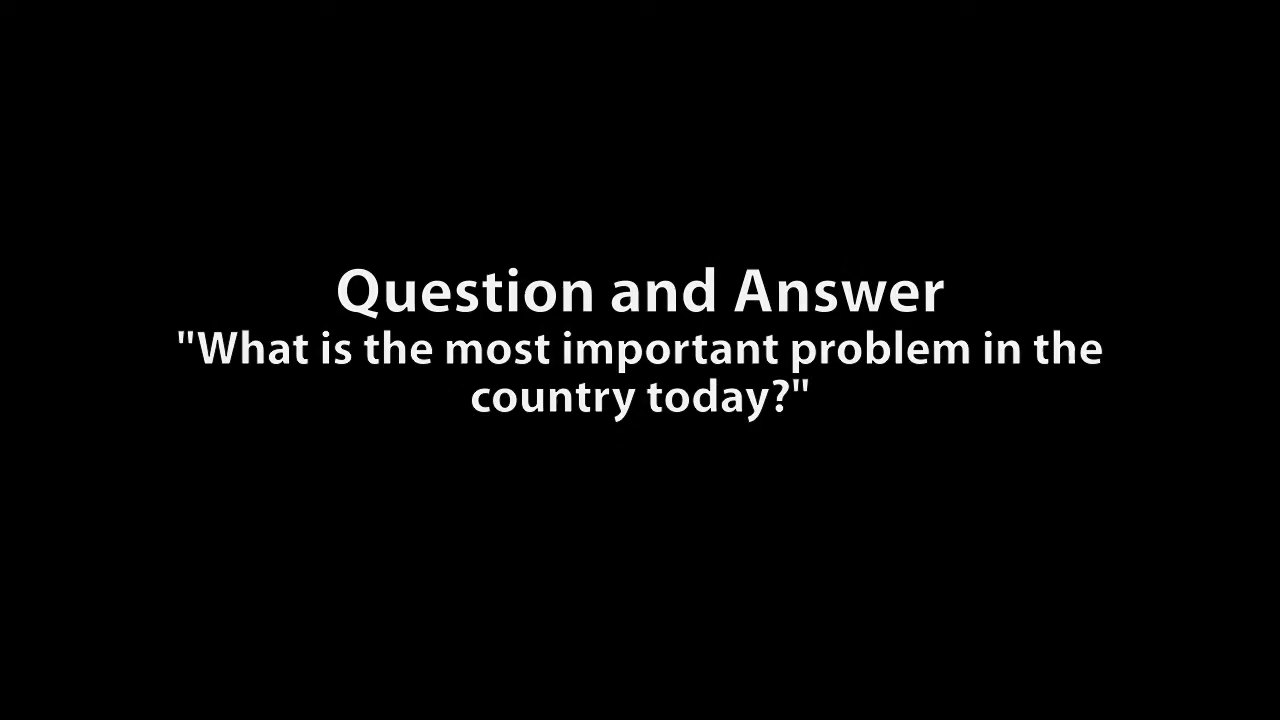 Question and Answer
"What is the most important problem in the
country today?"